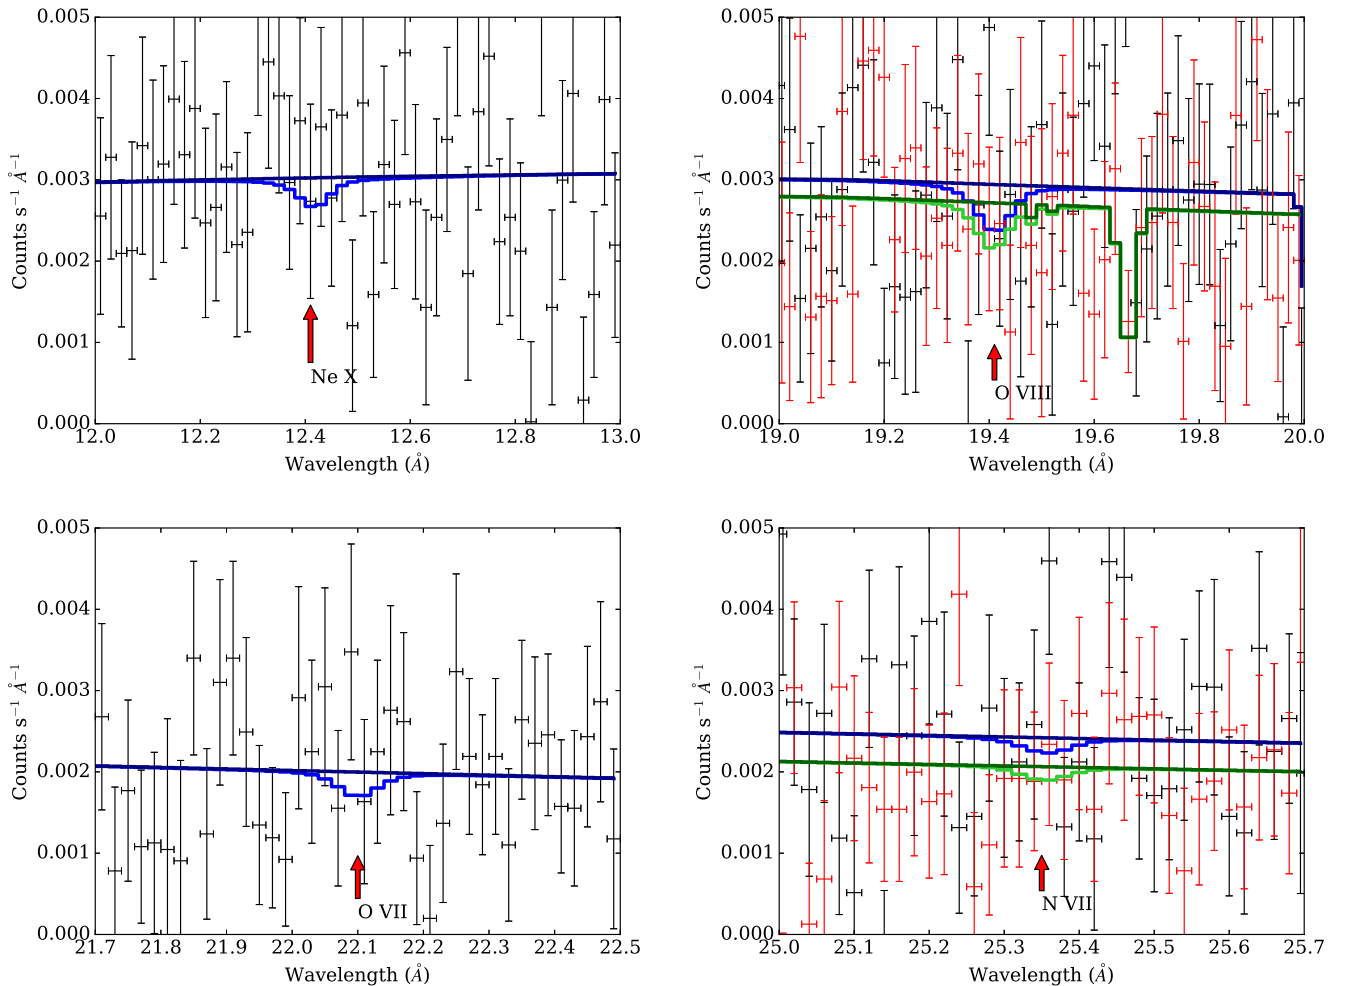 0.005
0.004
0.003
0.002
0.001
0.000
Counts s⁻¹ Å⁻¹
Ne X
12.0 12.2 12.4 12.6 12.8 13.0
Wavelength (Å)
0.005
0.004
0.003
0.002
0.001
0.000
Counts s⁻¹ Å⁻¹
O VIII
19.0 19.2 19.4 19.6 19.8 20.0
Wavelength (Å)
0.005
0.004
0.003
0.002
0.001
0.000
Counts s⁻¹ Å⁻¹
O VII
21.7 21.8 21.9 22.0 22.1 22.2 22.3 22.4 22.5
Wavelength (Å)
0.005
0.004
0.003
0.002
0.001
0.000
Counts s⁻¹ Å⁻¹
N VII
25.0 25.1 25.2 25.3 25.4 25.5 25.6 25.7
Wavelength (Å)